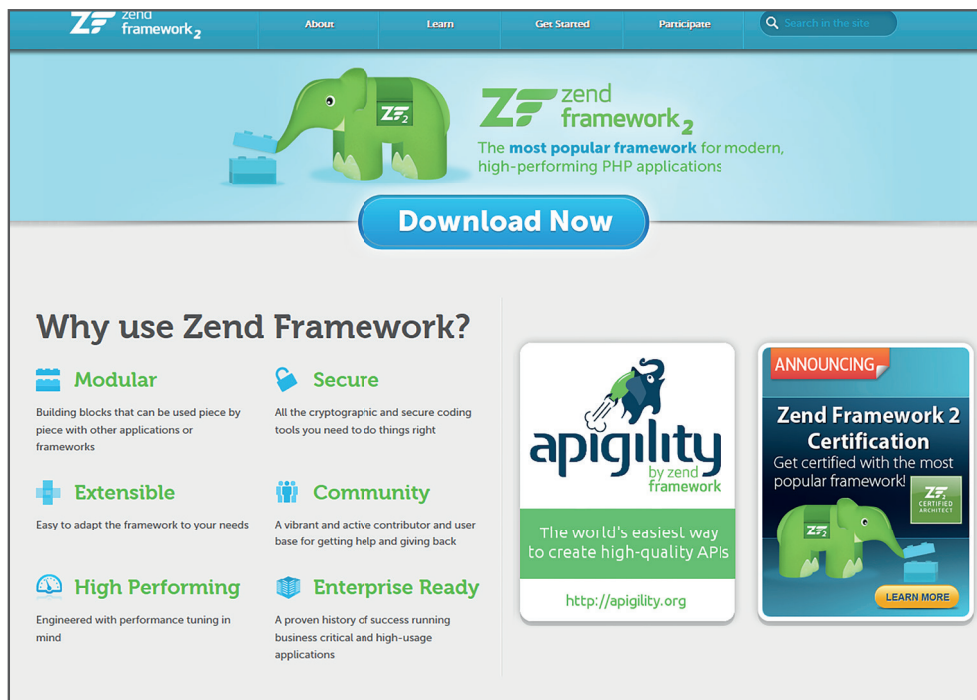 zend
framework 2
About
Learn
Get Started
Participate
Search in the site
ZF2
ZF zend
framework 2
The most popular framework for modern,
high-performing PHP applications
Download Now
Why use Zend Framework?
Modular
Building blocks that can be used piece by
piece with other applications or
frameworks
Secure
All the cryptographic and secure coding
tools you need to do things right
Extensible
Easy to adapt the framework to your needs
Community
A vibrant and active contributor and user
base for getting help and giving back
High Performing
Engineered with performance tuning in
mind
Enterprise Ready
A proven history of success running
business critical and high-usage
applications
apigility
by zend
framework
The world's easiest way
to create high-quality APIs
http://apigility.org
ANNOUNCING
Zend Framework 2
Certification
Get certified with the most
popular framework!
ZF2
CERTIFIED
ARCHITECT
ZF2
LEARN MORE